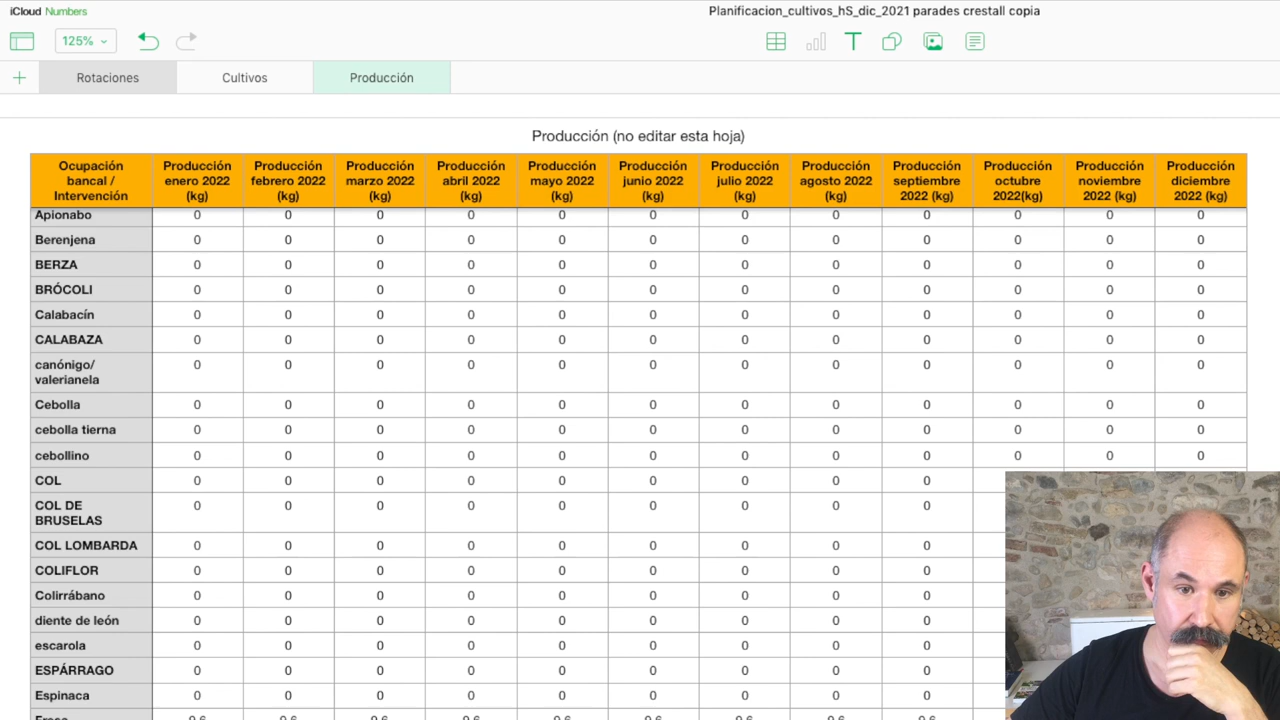 iCloud Numbers
Planificacion_cultivos_hS_dic_2021 parades crestall copia
125%
Rotaciones Cultivos Producción
Producción (no editar esta hoja)
Ocupación bancal / Intervención Producción enero 2022 (kg) Producción febrero 2022 (kg) Producción marzo 2022 (kg) Producción abril 2022 (kg) Producción mayo 2022 (kg) Producción junio 2022 (kg) Producción julio 2022 (kg) Producción agosto 2022 (kg) Producción septiembre 2022 (kg) Producción octubre 2022(kg) Producción noviembre 2022 (kg) Producción diciembre 2022 (kg)
Apionabo 0 0 0 0 0 0 0 0 0 0 0 0
Berenjena 0 0 0 0 0 0 0 0 0 0 0 0
BERZA 0 0 0 0 0 0 0 0 0 0 0 0
BRÓCOLI 0 0 0 0 0 0 0 0 0 0 0 0
Calabacín 0 0 0 0 0 0 0 0 0 0 0 0
CALABAZA 0 0 0 0 0 0 0 0 0 0 0 0
canónigo/ valerianela 0 0 0 0 0 0 0 0 0 0 0 0
Cebolla 0 0 0 0 0 0 0 0 0 0 0 0
cebolla tierna 0 0 0 0 0 0 0 0 0 0 0 0
cebollino 0 0 0 0 0 0 0 0 0 0 0 0
COL 0 0 0 0 0 0 0 0 0
COL DE BRUSELAS 0 0 0 0 0 0 0 0 0
COL LOMBARDA 0 0 0 0 0 0 0 0 0
COLIFLOR 0 0 0 0 0 0 0 0 0
Colirrábano 0 0 0 0 0 0 0 0 0
diente de león 0 0 0 0 0 0 0 0 0
escarola 0 0 0 0 0 0 0 0 0
ESPÁRRAGO 0 0 0 0 0 0 0 0 0
Espinaca 0 0 0 0 0 0 0 0 0